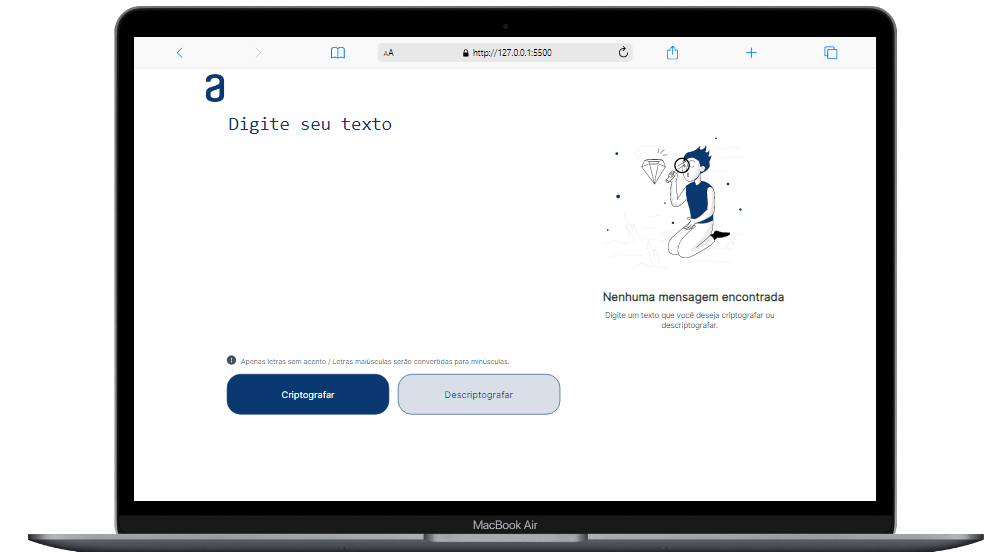 AA
http://127.0.0.1:5500
a
Digite seu texto
Nenhuma mensagem encontrada
Digite um texto que você deseja criptografar ou
descriptografar.
Apenas letras sem acento / Letras maiúsculas serão convertidas para minúsculas.
Criptografar
Descriptografar
MacBook Air